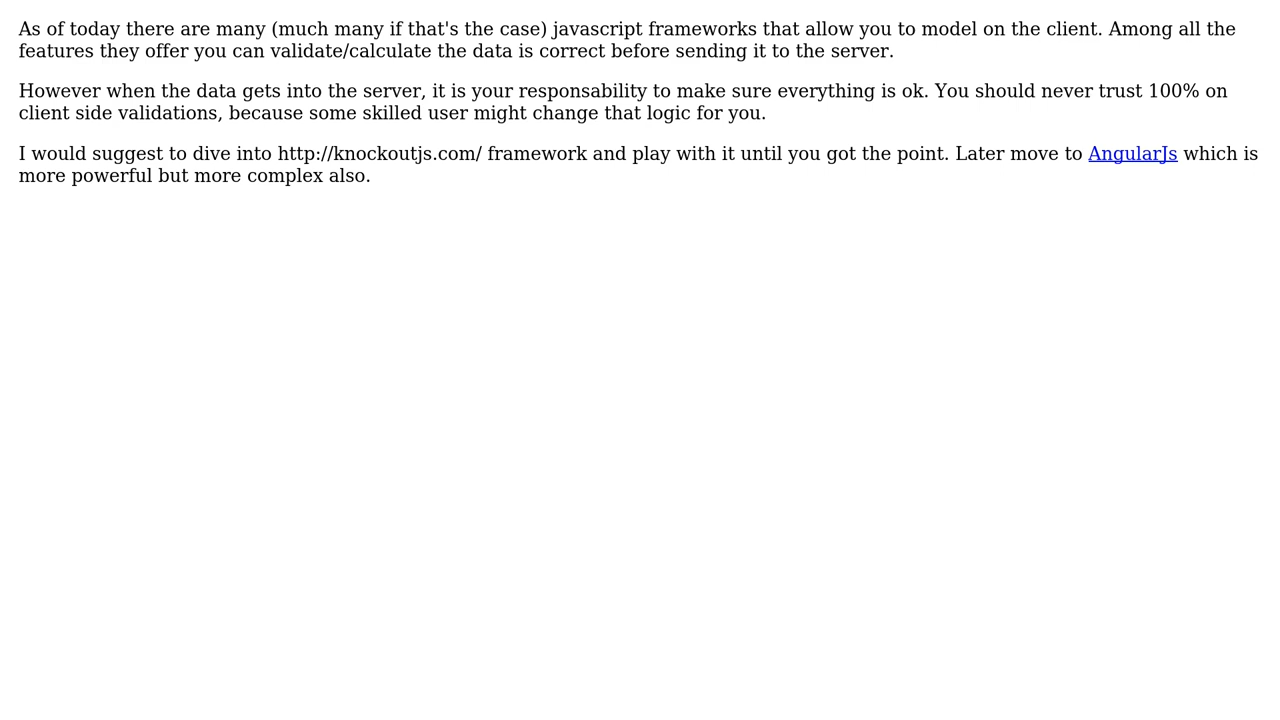 As of today there are many (much many if that's the case) javascript frameworks that allow you to model on the client. Among all the
features they offer you can validate/calculate the data is correct before sending it to the server.
However when the data gets into the server, it is your responsability to make sure everything is ok. You should never trust 100% on
client side validations, because some skilled user might change that logic for you.
I would suggest to dive into http://knockoutjs.com/ framework and play with it until you got the point. Later move to AngularJs which is
more powerful but more complex also.